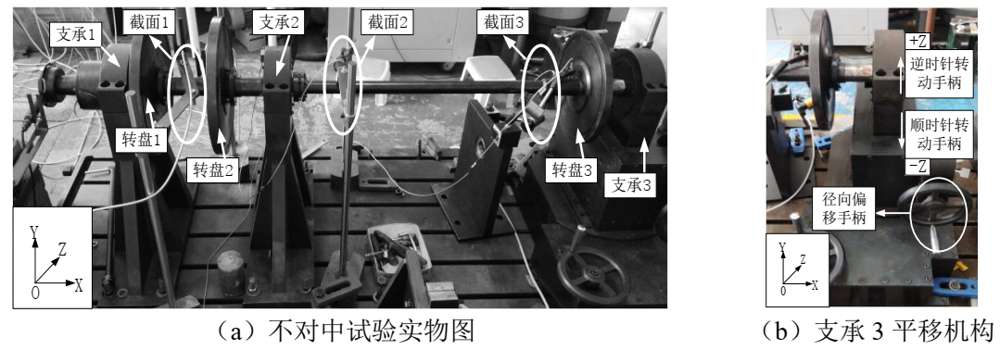 支承1
截面1
支承2
截面2
截面3
转盘1
转盘2
转盘3
支承3
Y
Z
O
X
（a）不对中试验实物图
+Z
逆时针转
动手柄
顺时针转
动手柄
-Z
径向偏
移手柄
Y
Z
O
X
（b）支承 3 平移机构